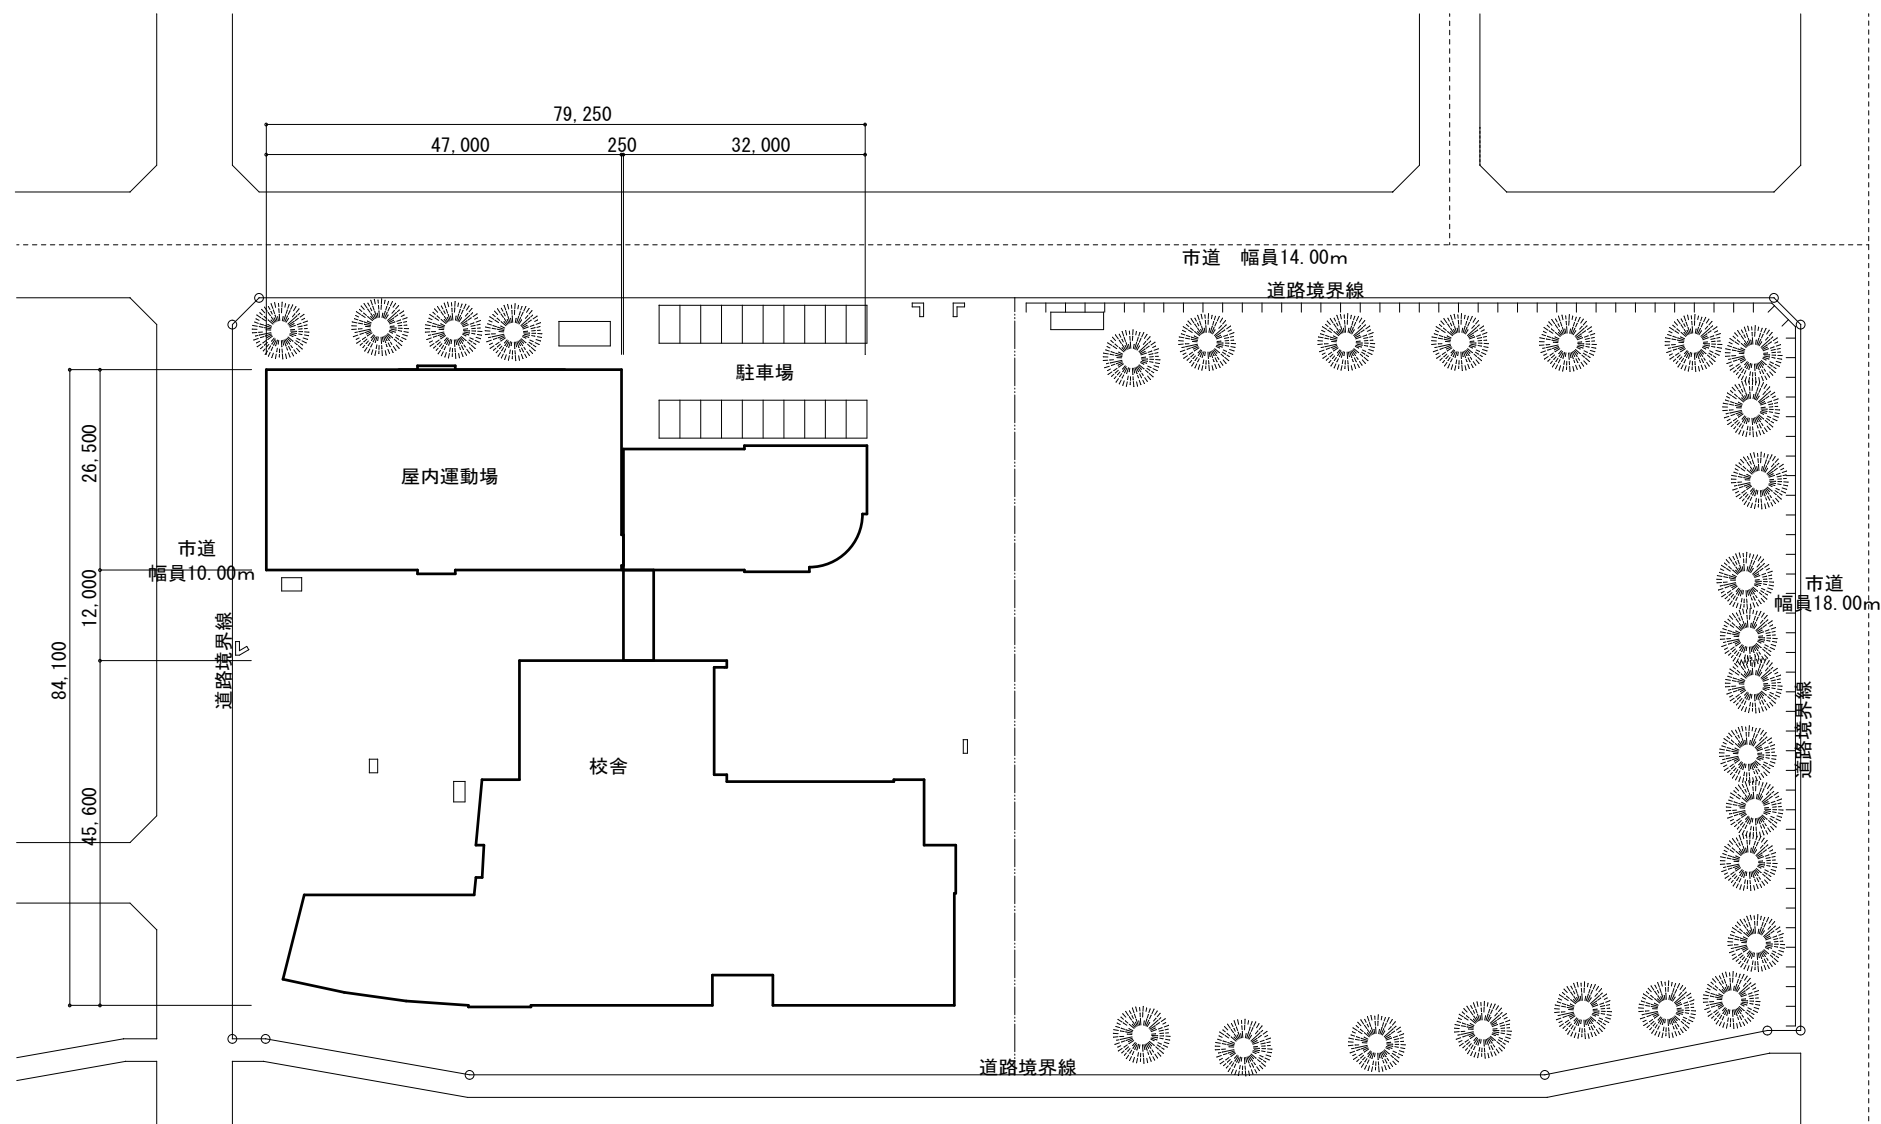 79,250
47,000
250
32,000
市道　幅員14.00m
道路境界線
駐車場
26,500
屋内運動場
市道
幅員10.00m
12,000
市道
幅員18.00m
道路境界線
84,100
道路境界線
校舎
45,600
道路境界線